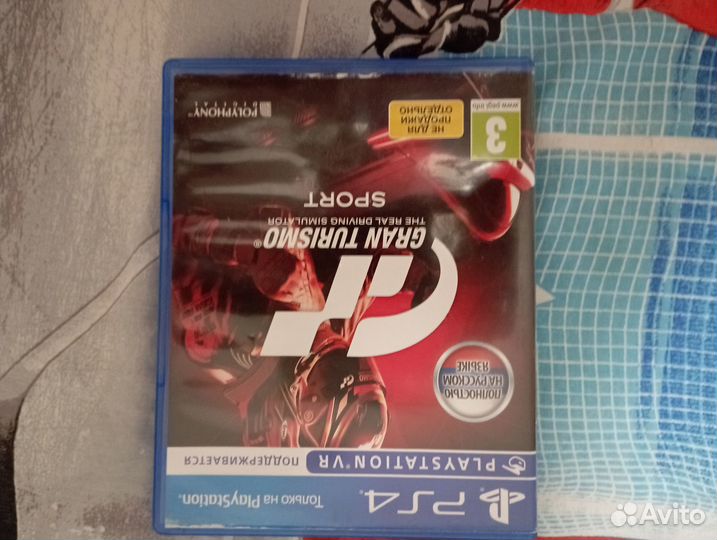 PS4
Только на PlayStation.
PLAYSTATION®VR ПОДДЕРЖИВАЕТСЯ
ПОЛНОСТЬЮ
НА РУССКОМ
ЯЗЫКЕ
GRAN TURISMO®
THE REAL DRIVING SIMULATOR
SPORT
3
www.pegi.info
НЕ ДЛЯ
ПРОДАЖИ
ОТДЕЛЬНО
POLYPHONY™
DIGITAL
Avito